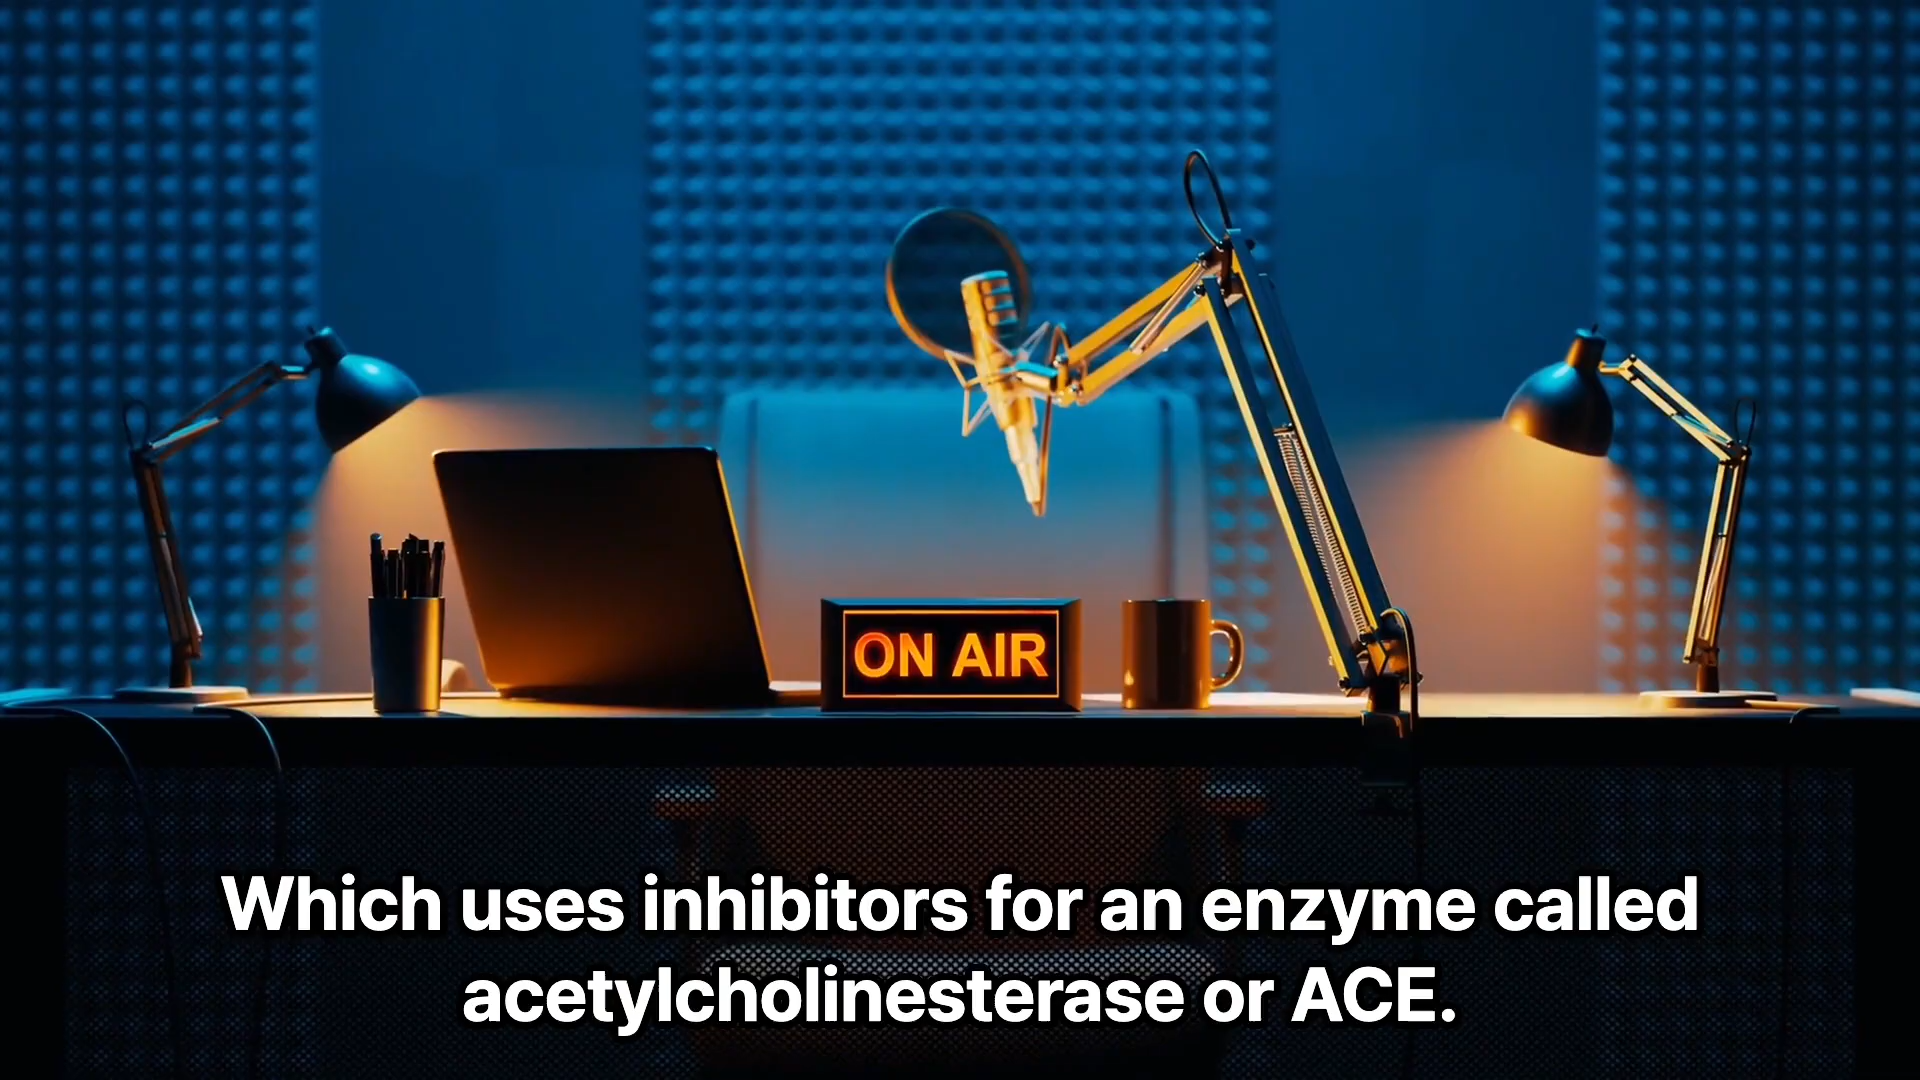 ON AIR
Which uses inhibitors for an enzyme called
acetylcholinesterase or ACE.